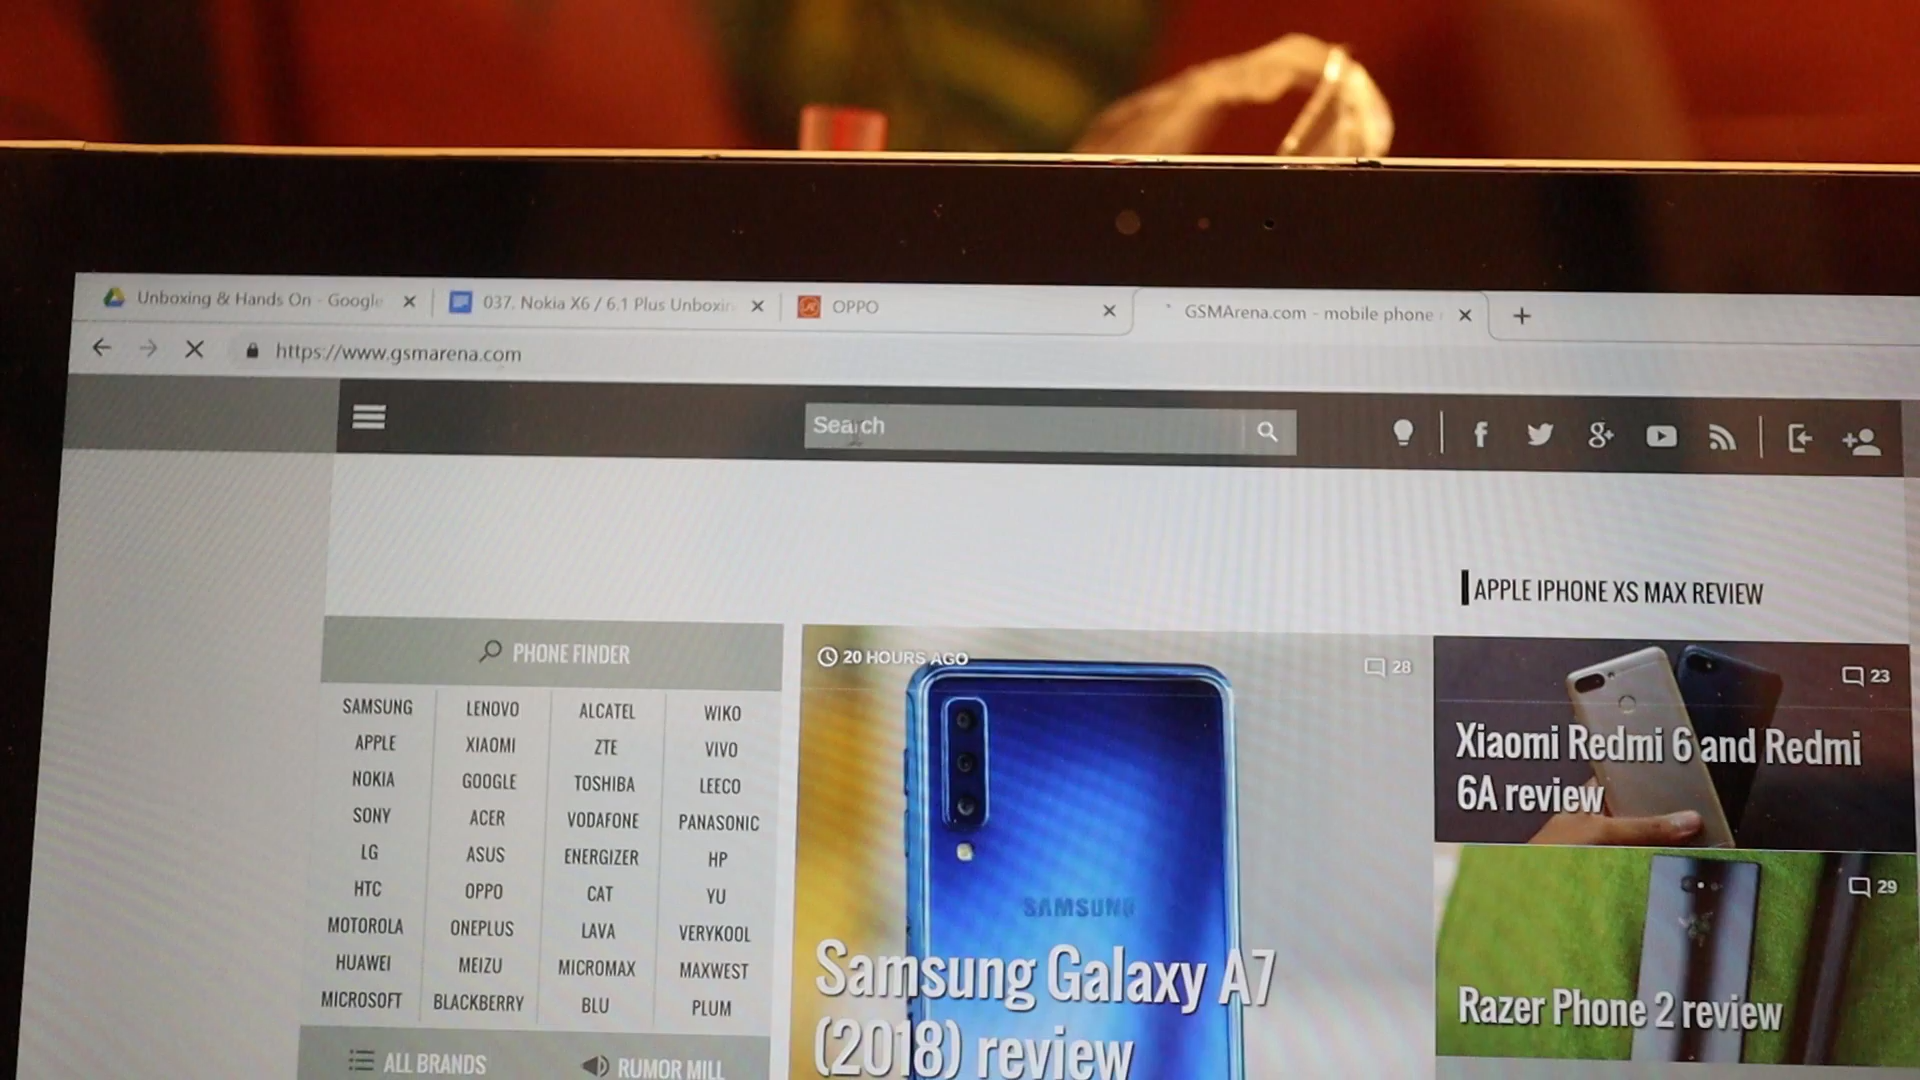 Unboxing & Hands On - Google
037. Nokia X6 / 6.1 Plus Unboxin
OPPO
GSMArena.com - mobile phone
https://www.gsmarena.com
Search
APPLE IPHONE XS MAX REVIEW
PHONE FINDER
SAMSUNG LENOVO ALCATEL WIKO
APPLE XIAOMI ZTE VIVO
NOKIA GOOGLE TOSHIBA LEECO
SONY ACER VODAFONE PANASONIC
LG ASUS ENERGIZER HP
HTC OPPO CAT YU
MOTOROLA ONEPLUS LAVA VERYKOOL
HUAWEI MEIZU MICROMAX MAXWEST
MICROSOFT BLACKBERRY BLU PLUM
ALL BRANDS RUMOR MILL
20 HOURS AGO
28
SAMSUNG
Samsung Galaxy A7
(2018) review
23
Xiaomi Redmi 6 and Redmi
6A review
29
Razer Phone 2 review